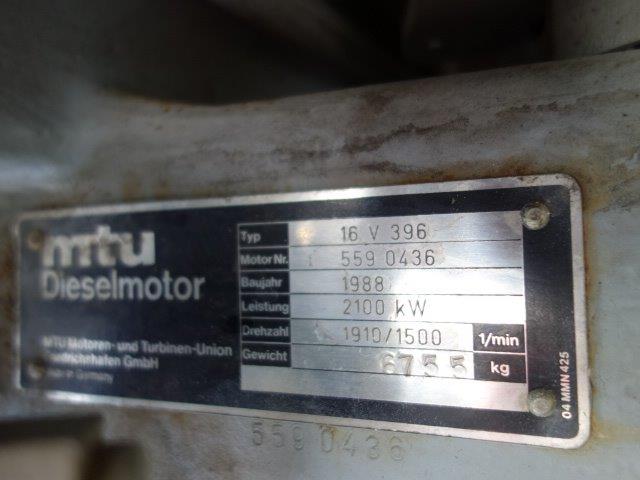 mtu
Dieselmotor
MTU Motoren- und Turbinen-Union
Friedrichshafen GmbH
Made in Germany
Typ 16 V 396
Motor Nr. 559 0436
Baujahr 1988
Leistung 2100 kW
Drehzahl 1910/1500 1/min
Gewicht 6755 kg
04 MMN 425
559 0436